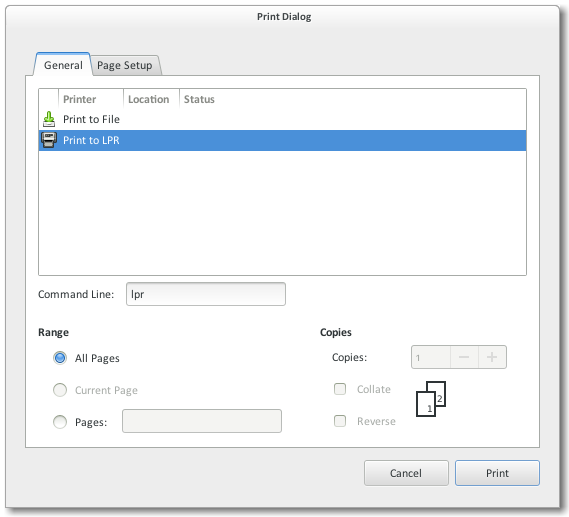 Print Dialog
General Page Setup
Printer Location Status
Print to File
Print to LPR
Command Line: lpr
Range Copies
All Pages Copies: 1
Current Page Collate
1 2
Pages: Reverse
Cancel Print